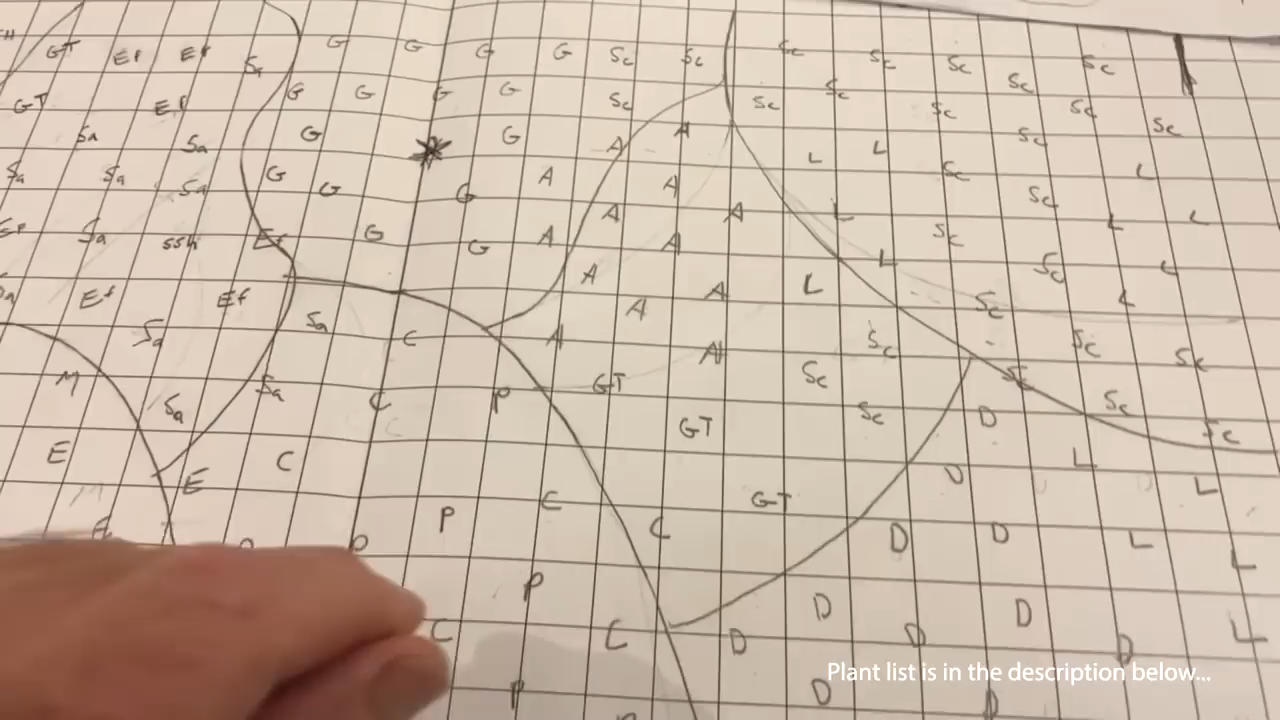 GT Ef Ef Sa G G G G Sc Sc Sc Sc Sc Sc Sc
GT Ef G G G G Sc Sc Sc Sc Sc Sc
Sa Sa G G A A L L Sc Sc
Sa Sa Sa G G G A A Sc Sc L
Ef Sa ssh Ef G G A A A A L Sc L L
Sa Ef Ef A A A L L Sc L L
Sa Sa C A A Sc Sc Sc Sc
M Sa Sa C P GT Sc Sc Sc
E E C GT Sc D Sc Sc
E P C C GT D L L
P D D L L
C P C D D D D D L
P D D
Plant list is in the description below...